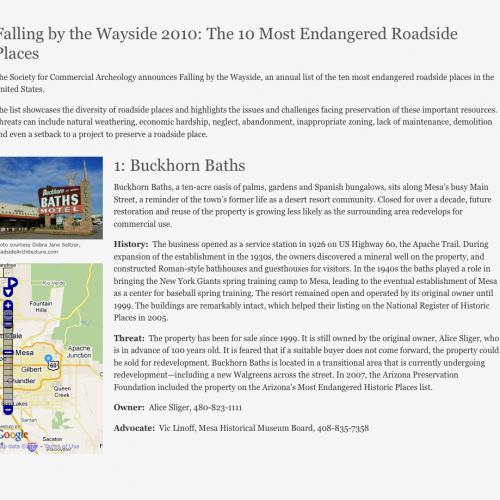 Falling by the Wayside 2010: The 10 Most Endangered Roadside
Places
The Society for Commercial Archeology announces Falling by the Wayside, an annual list of the ten most endangered roadside places in the
United States.
The list showcases the diversity of roadside places and highlights the issues and challenges facing preservation of these important resources.
Threats can include natural weathering, economic hardship, neglect, abandonment, inappropriate zoning, lack of maintenance, demolition
and even a setback to a project to preserve a roadside place.
Buckhorn
BATHS
MOTEL
Photo courtesy Debra Jane Seltzer,
RoadsideArchitecture.com
1: Buckhorn Baths
Buckhorn Baths, a ten-acre oasis of palms, gardens and Spanish bungalows, sits along Mesa's busy Main
Street, a reminder of the town's former life as a desert resort community. Closed for over a decade, future
restoration and reuse of the property is growing less likely as the surrounding area redevelops for
commercial use.
History: The business opened as a service station in 1926 on US Highway 60, the Apache Trail. During
expansion of the establishment in the 1930s, the owners discovered a mineral well on the property, and
constructed Roman-style bathhouses and guesthouses for visitors. In the 1940s the baths played a role in
bringing the New York Giants spring training camp to Mesa, leading to the eventual establishment of Mesa
as a center for baseball spring training. The resort remained open and operated by its original owner until
1999. The buildings are remarkably intact, which helped their listing on the National Register of Historic
Places in 2005.
Threat: The property has been for sale since 1999. It is still owned by the original owner, Alice Sliger, who
is in advance of 100 years old. It is feared that if a suitable buyer does not come forward, the property could
be sold for redevelopment. Buckhorn Baths is located in a transitional area that is currently undergoing
redevelopment—including a new Walgreens across the street. In 2007, the Arizona Preservation
Foundation included the property on the Arizona's Most Endangered Historic Places list.
Owner: Alice Sliger, 480-823-1111
Advocate: Vic Linoff, Mesa Historical Museum Board, 408-835-7358
Rio Verde
Fountain
Hills
Mesa
Apache
Junction
60
Gilbert
Chandler
Queen
Creek
Google
Sacaton
Blackwater
Map data ©2010 - Terms of Use